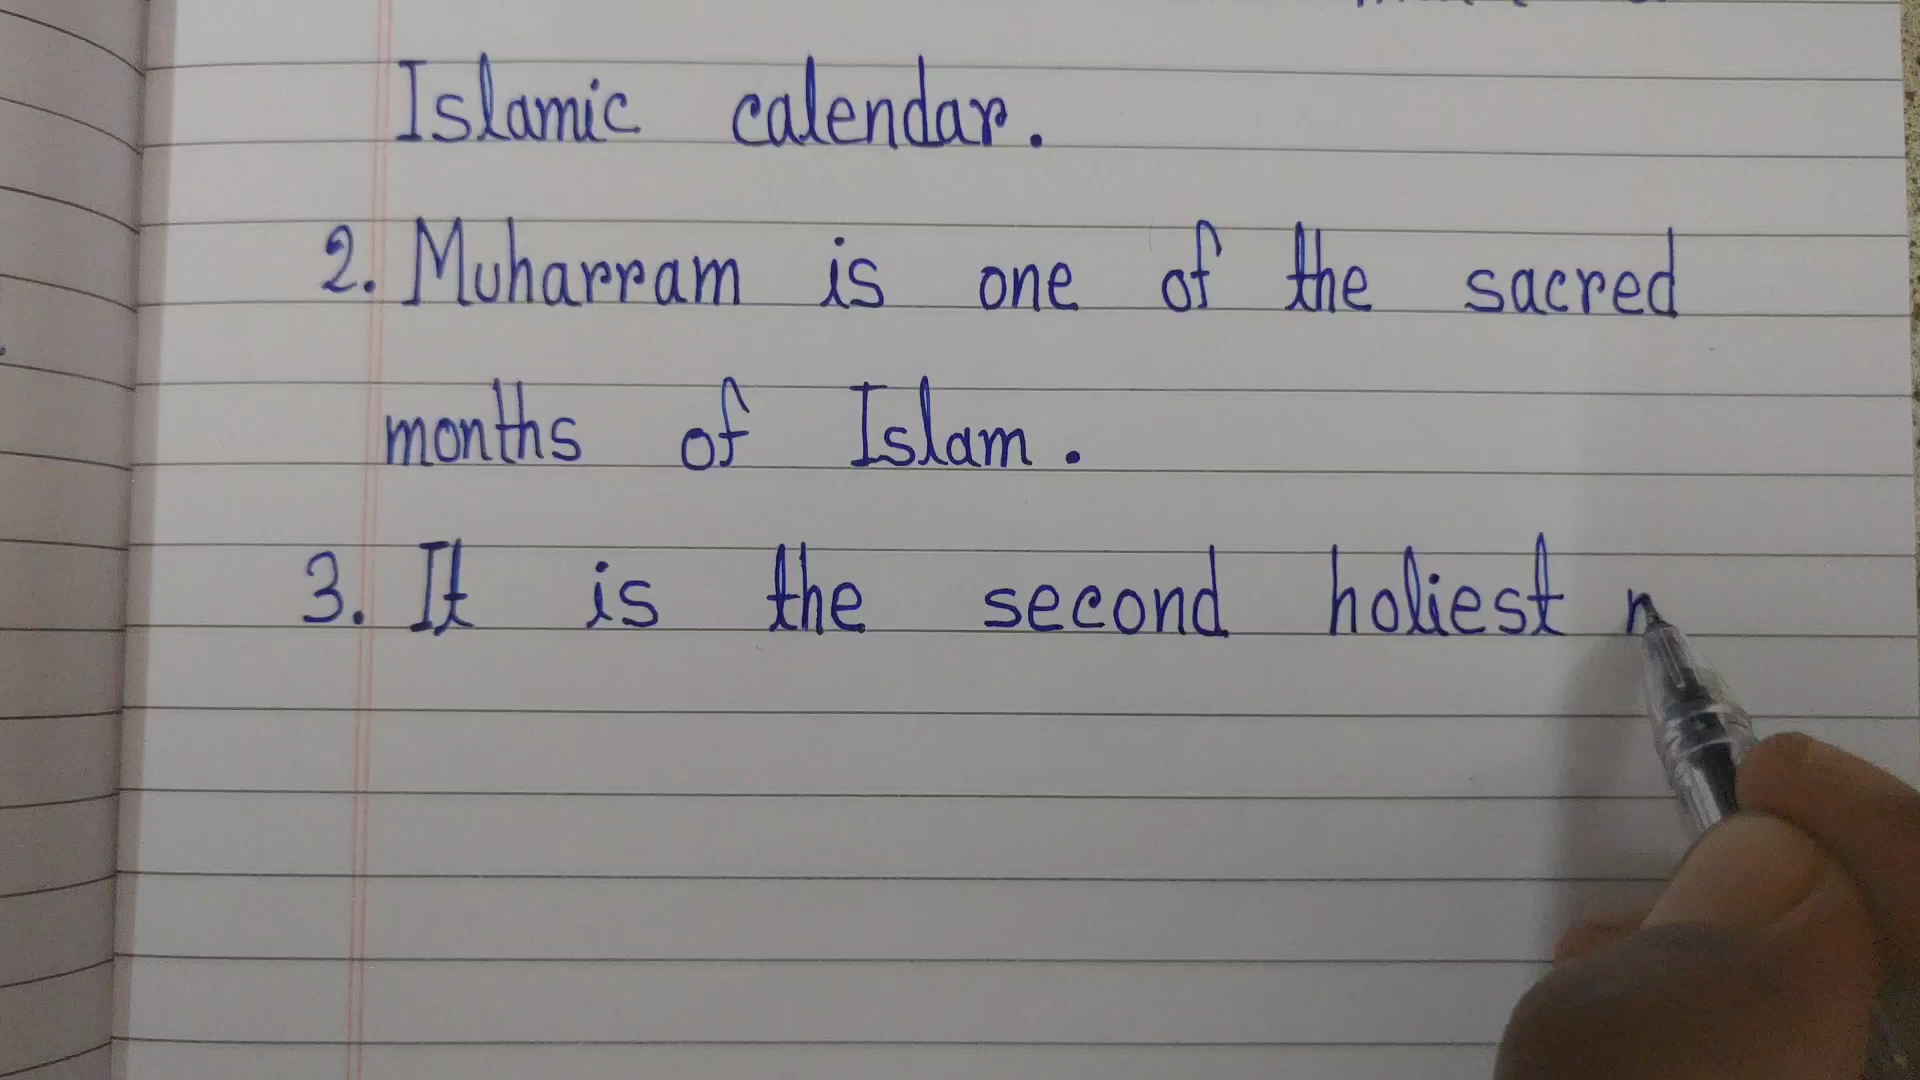 Islamic calendar.
2. Muharram is one of the sacred
months of Islam.
3. It is the second holiest